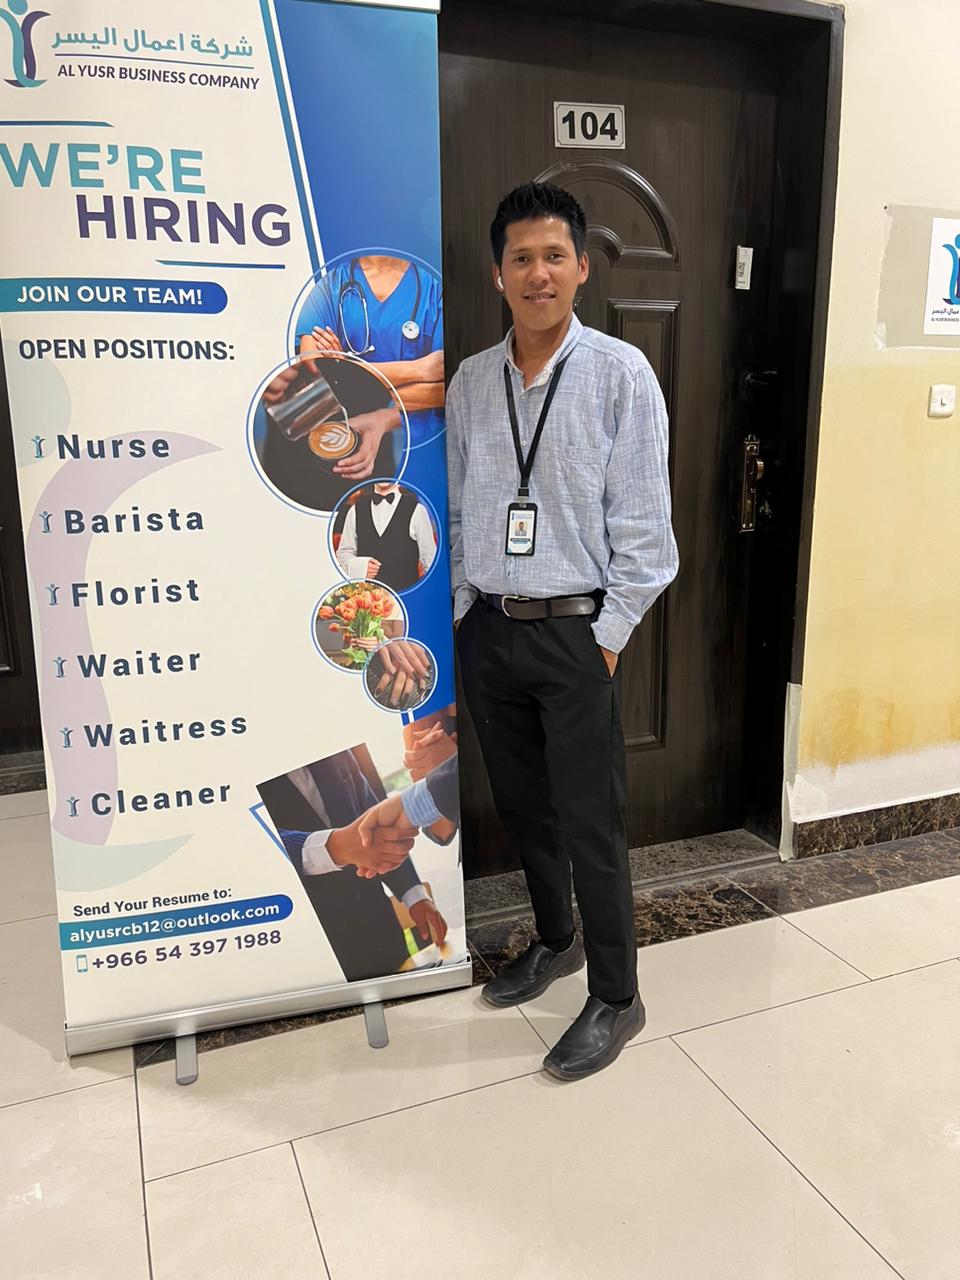 شركة اعمال اليسر
AL YUSR BUSINESS COMPANY
WE'RE
HIRING
JOIN OUR TEAM!
OPEN POSITIONS:
Nurse
Barista
Florist
Waiter
Waitress
Cleaner
Send Your Resume to:
alyusrcb12@outlook.com
+966 54 397 1988
104